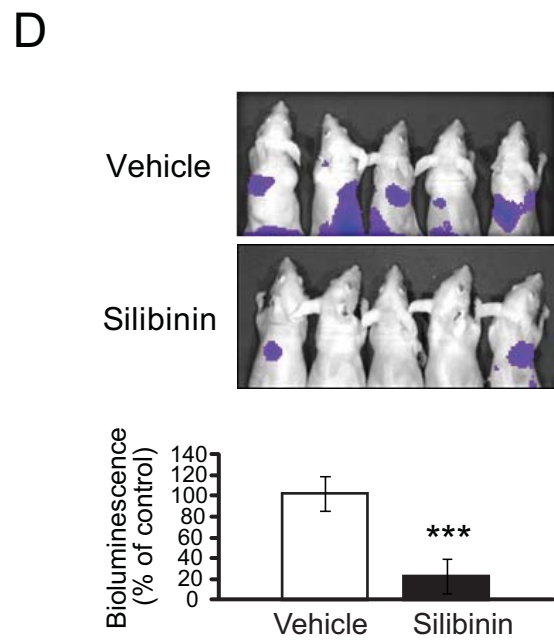 D
Vehicle
Silibinin
Bioluminescence
(% of control)
140
120
100
80
60
40
20
0
***
Vehicle Silibinin